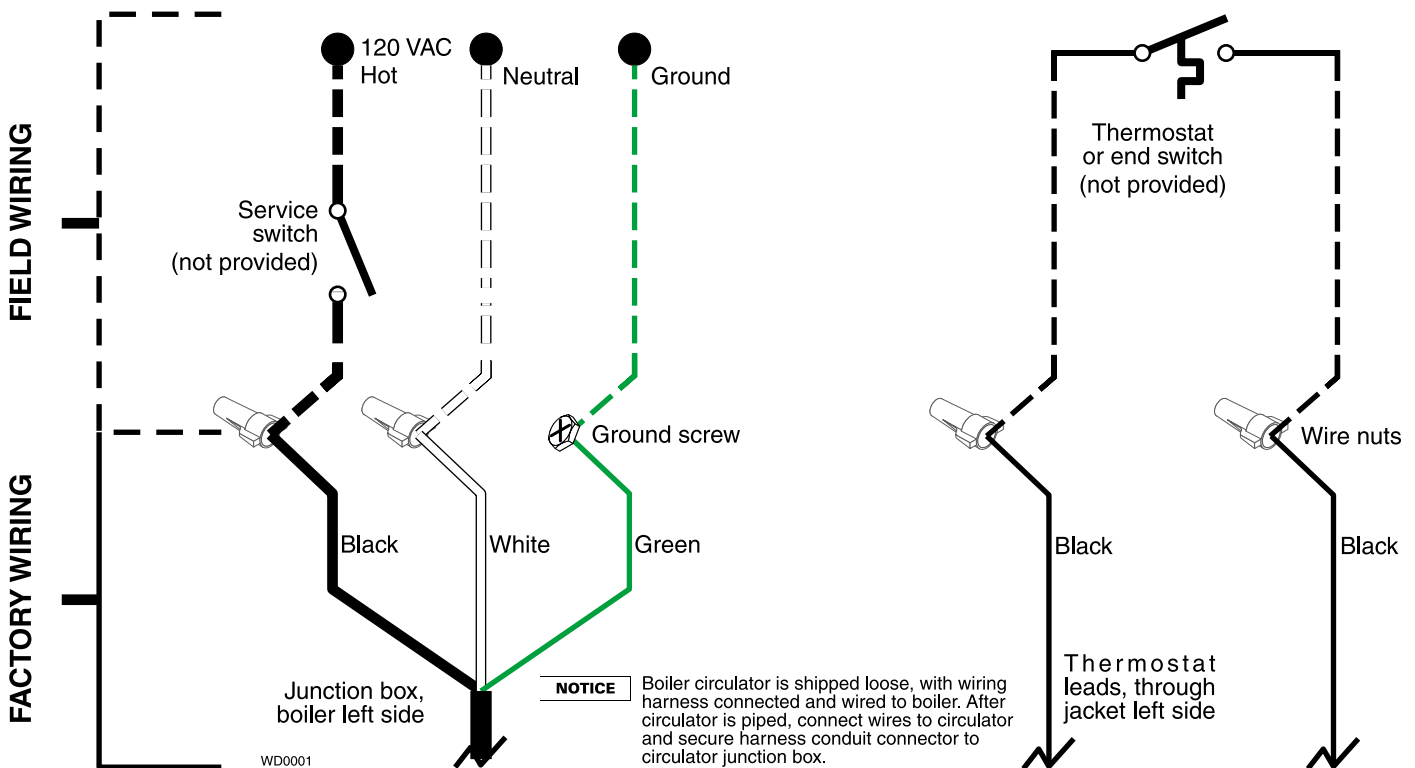 FIELD WIRING
FACTORY WIRING
120 VAC
Hot
Neutral
Ground
Service
switch
(not provided)
Thermostat
or end switch
(not provided)
Ground screw
Wire nuts
Black
White
Green
Black
Black
Junction box,
boiler left side
WD0001
NOTICE
Boiler circulator is shipped loose, with wiring
harness connected and wired to boiler. After
circulator is piped, connect wires to circulator
and secure harness conduit connector to
circulator junction box.
Thermostat
leads, through
jacket left side